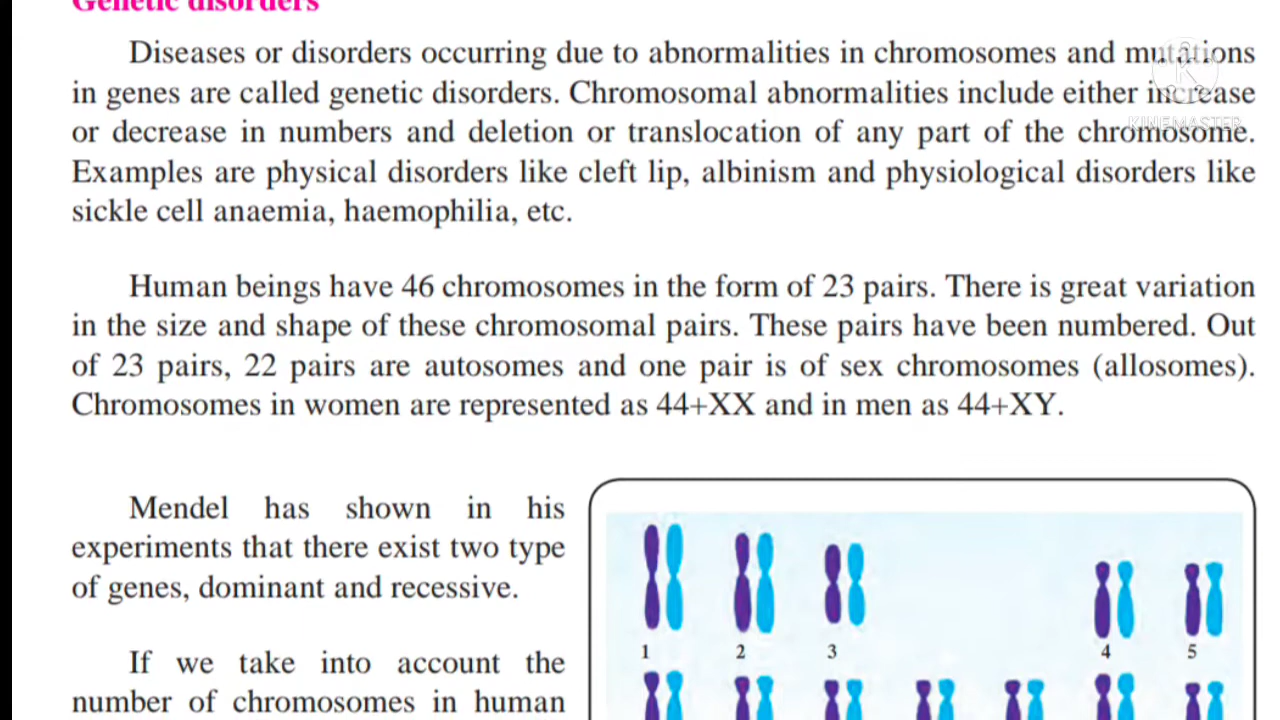 Genetic disorders
Diseases or disorders occurring due to abnormalities in chromosomes and mutations
in genes are called genetic disorders. Chromosomal abnormalities include either increase
or decrease in numbers and deletion or translocation of any part of the chromosome.
Examples are physical disorders like cleft lip, albinism and physiological disorders like
sickle cell anaemia, haemophilia, etc.
Human beings have 46 chromosomes in the form of 23 pairs. There is great variation
in the size and shape of these chromosomal pairs. These pairs have been numbered. Out
of 23 pairs, 22 pairs are autosomes and one pair is of sex chromosomes (allosomes).
Chromosomes in women are represented as 44+XX and in men as 44+XY.
Mendel has shown in his
experiments that there exist two type
of genes, dominant and recessive.
If we take into account the
number of chromosomes in human
1 2 3 4 5
K
KINEMASTER